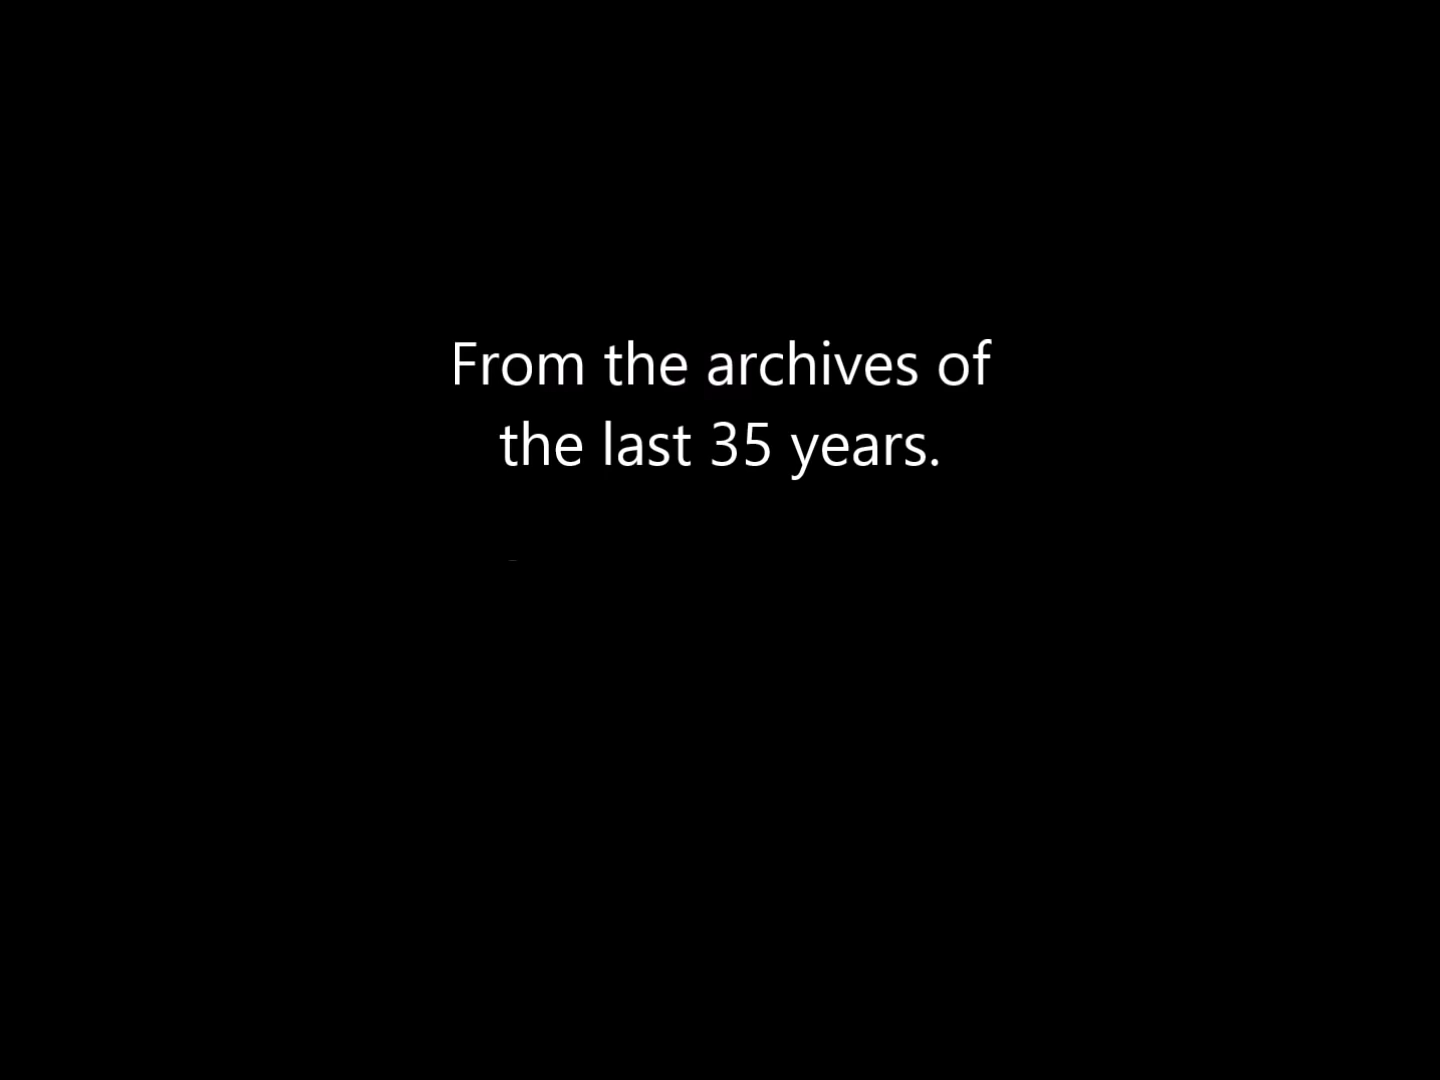 From the archives of
the last 35 years.